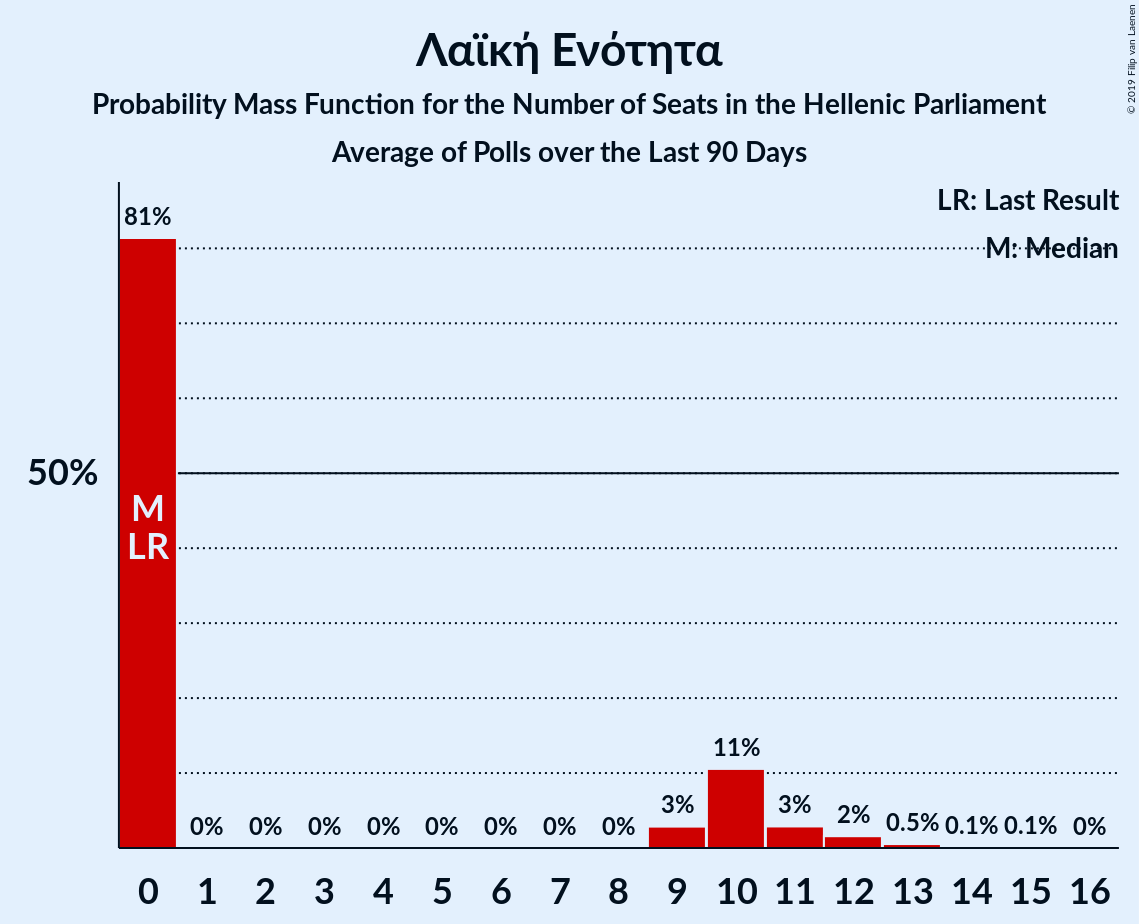 Λαϊκή Ενότητα
Probability Mass Function for the Number of Seats in the Hellenic Parliament
Average of Polls over the Last 90 Days
© 2019 Filip van Laenen
LR: Last Result
M: Median
81%
50%
M
LR
0% 0% 0% 0% 0% 0% 0% 0% 3% 11% 3% 2% 0.5% 0.1% 0.1% 0%
0 1 2 3 4 5 6 7 8 9 10 11 12 13 14 15 16